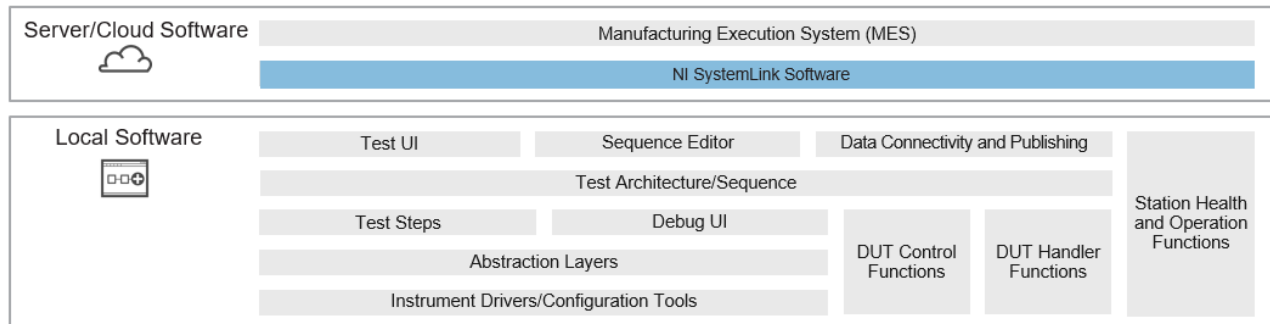 Server/Cloud Software
Manufacturing Execution System (MES)
NI SystemLink Software
Local Software
Test UI
Sequence Editor
Data Connectivity and Publishing
Test Architecture/Sequence
Test Steps
Debug UI
Abstraction Layers
Instrument Drivers/Configuration Tools
DUT Control
Functions
DUT Handler
Functions
Station Health
and Operation
Functions